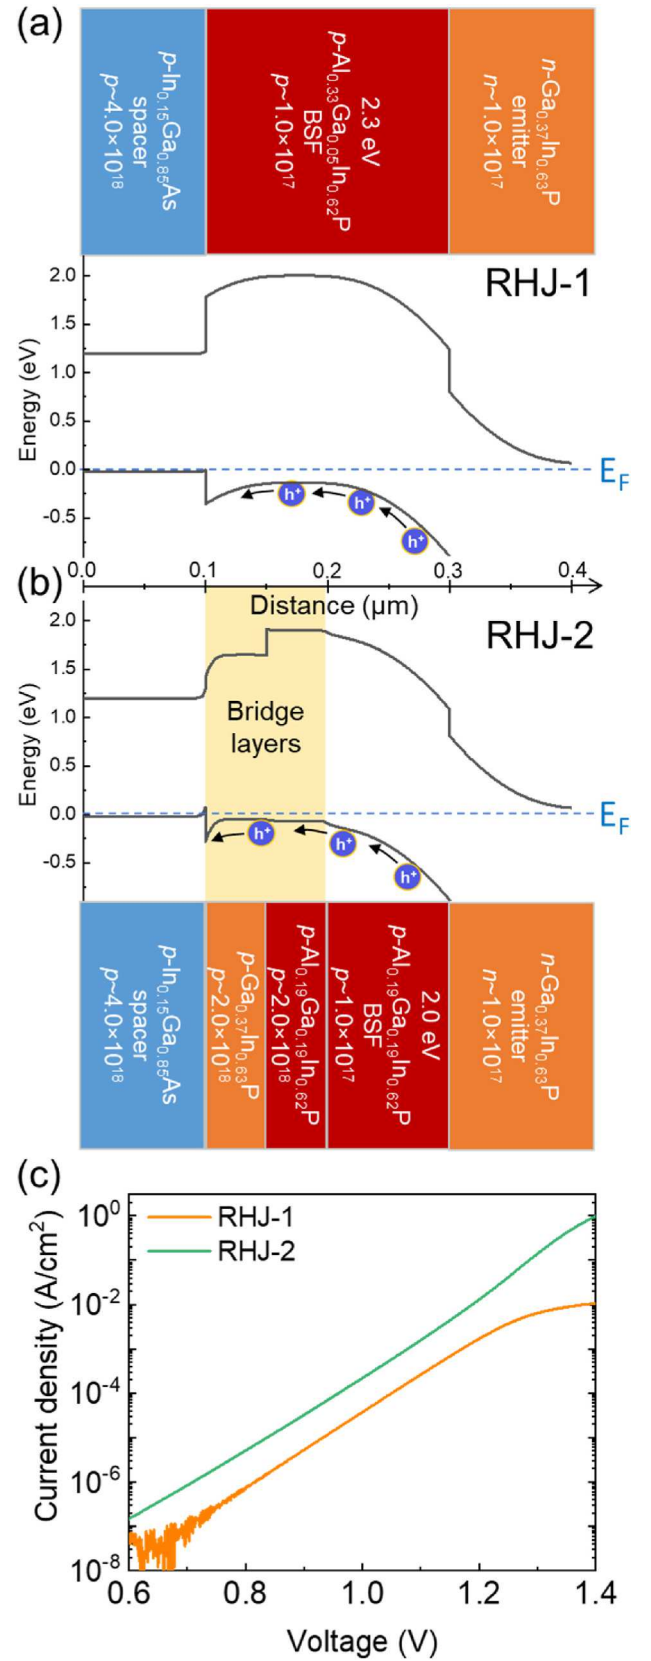 (a)
p-In0.15Ga0.85As
spacer
p~4.0×10^18
2.3 eV
p-Al0.33Ga0.05In0.62P
BSF
p~1.0×10^17
n-Ga0.37In0.63P
emitter
n~1.0×10^17
RHJ-1
Energy (eV)
2.0
1.5
1.0
0.5
0.0
-0.5
E_F
h+
h+
h+
0.0
0.1
0.2
0.3
0.4
Distance (µm)
(b)
RHJ-2
Energy (eV)
2.0
1.5
1.0
0.5
0.0
-0.5
Bridge
layers
E_F
h+
h+
h+
p-In0.15Ga0.85As
spacer
p~4.0×10^18
p-Ga0.37In0.63P
p~2.0×10^18
p-Al0.19Ga0.19In0.62P
p~2.0×10^18
2.0 eV
p-Al0.19Ga0.19In0.62P
BSF
p~1.0×10^17
n-Ga0.37In0.63P
emitter
n~1.0×10^17
(c)
RHJ-1
RHJ-2
Current density (A/cm^2)
10^0
10^-2
10^-4
10^-6
10^-8
0.6
0.8
1.0
1.2
1.4
Voltage (V)